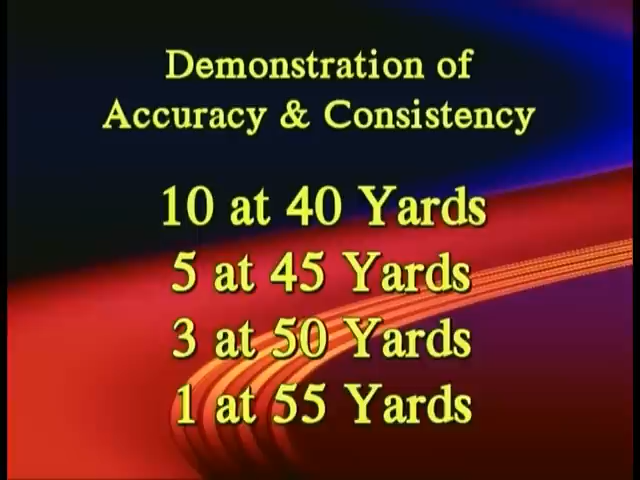 Demonstration of
Accuracy & Consistency
10 at 40 Yards
5 at 45 Yards
3 at 50 Yards
1 at 55 Yards